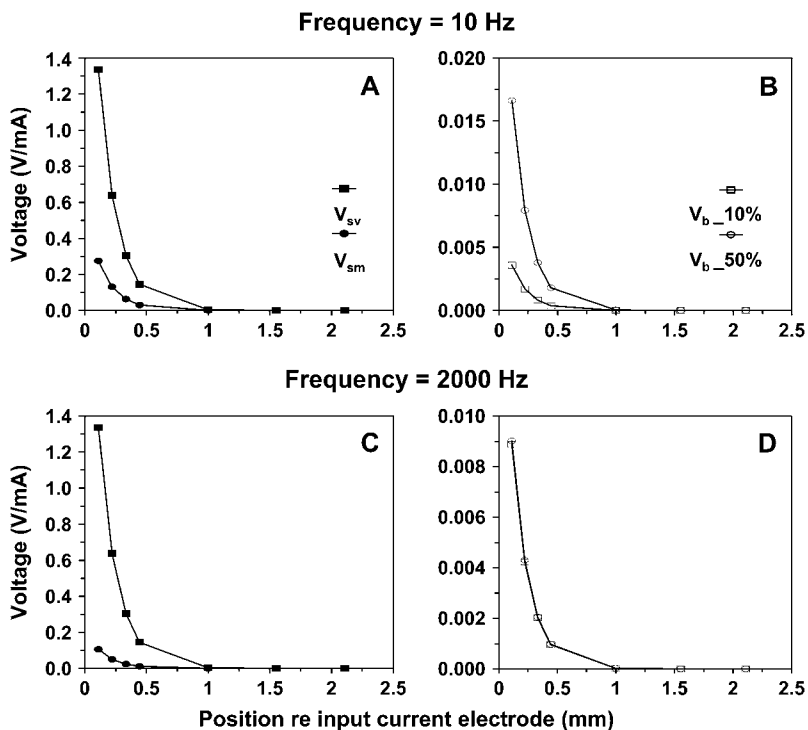 Frequency = 10 Hz
A
Voltage (V/mA)
1.4
1.2
1.0
0.8
0.6
0.4
0.2
0.0
V_sv
V_sm
0 0.5 1 1.5 2 2.5
B
0.020
0.015
0.010
0.005
0.000
V_b_10%
V_b_50%
0 0.5 1 1.5 2 2.5
Frequency = 2000 Hz
C
Voltage (V/mA)
1.4
1.2
1.0
0.8
0.6
0.4
0.2
0.0
0 0.5 1 1.5 2 2.5
D
0.010
0.008
0.006
0.004
0.002
0.000
0 0.5 1 1.5 2 2.5
Position re input current electrode (mm)